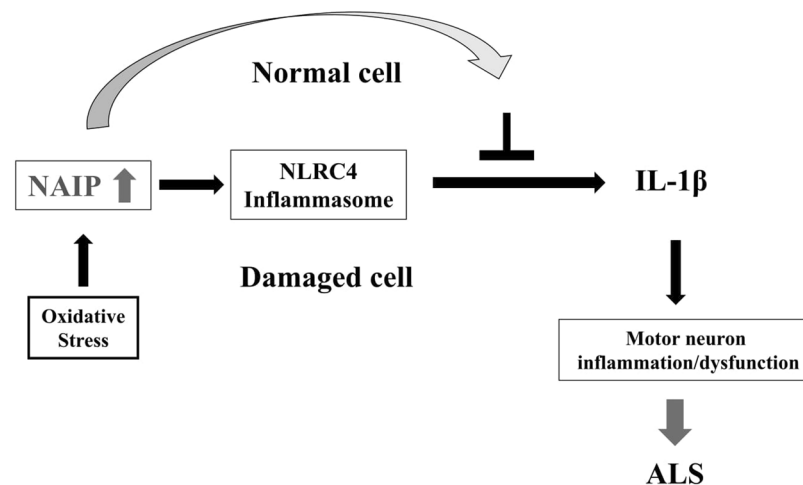 Normal cell
NAIP
NLRC4
Inflammasome
IL-1β
Damaged cell
Oxidative
Stress
Motor neuron
inflammation/dysfunction
ALS